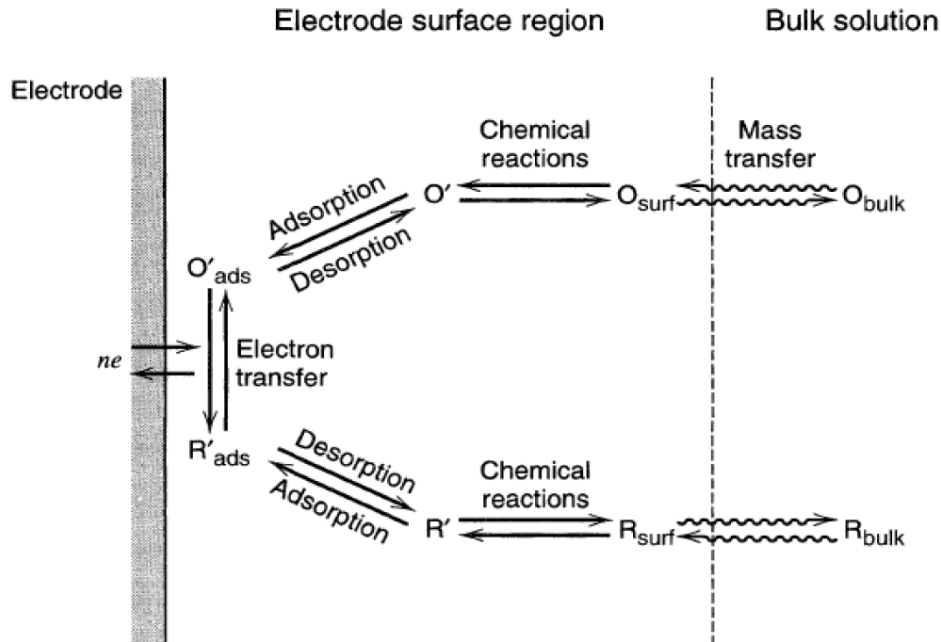 Electrode surface region
Bulk solution
Electrode
Chemical
reactions
Mass
transfer
Adsorption
Desorption
O′
O_surf
O_bulk
O′_ads
ne
Electron
transfer
R′_ads
Desorption
Adsorption
Chemical
reactions
R′
R_surf
R_bulk